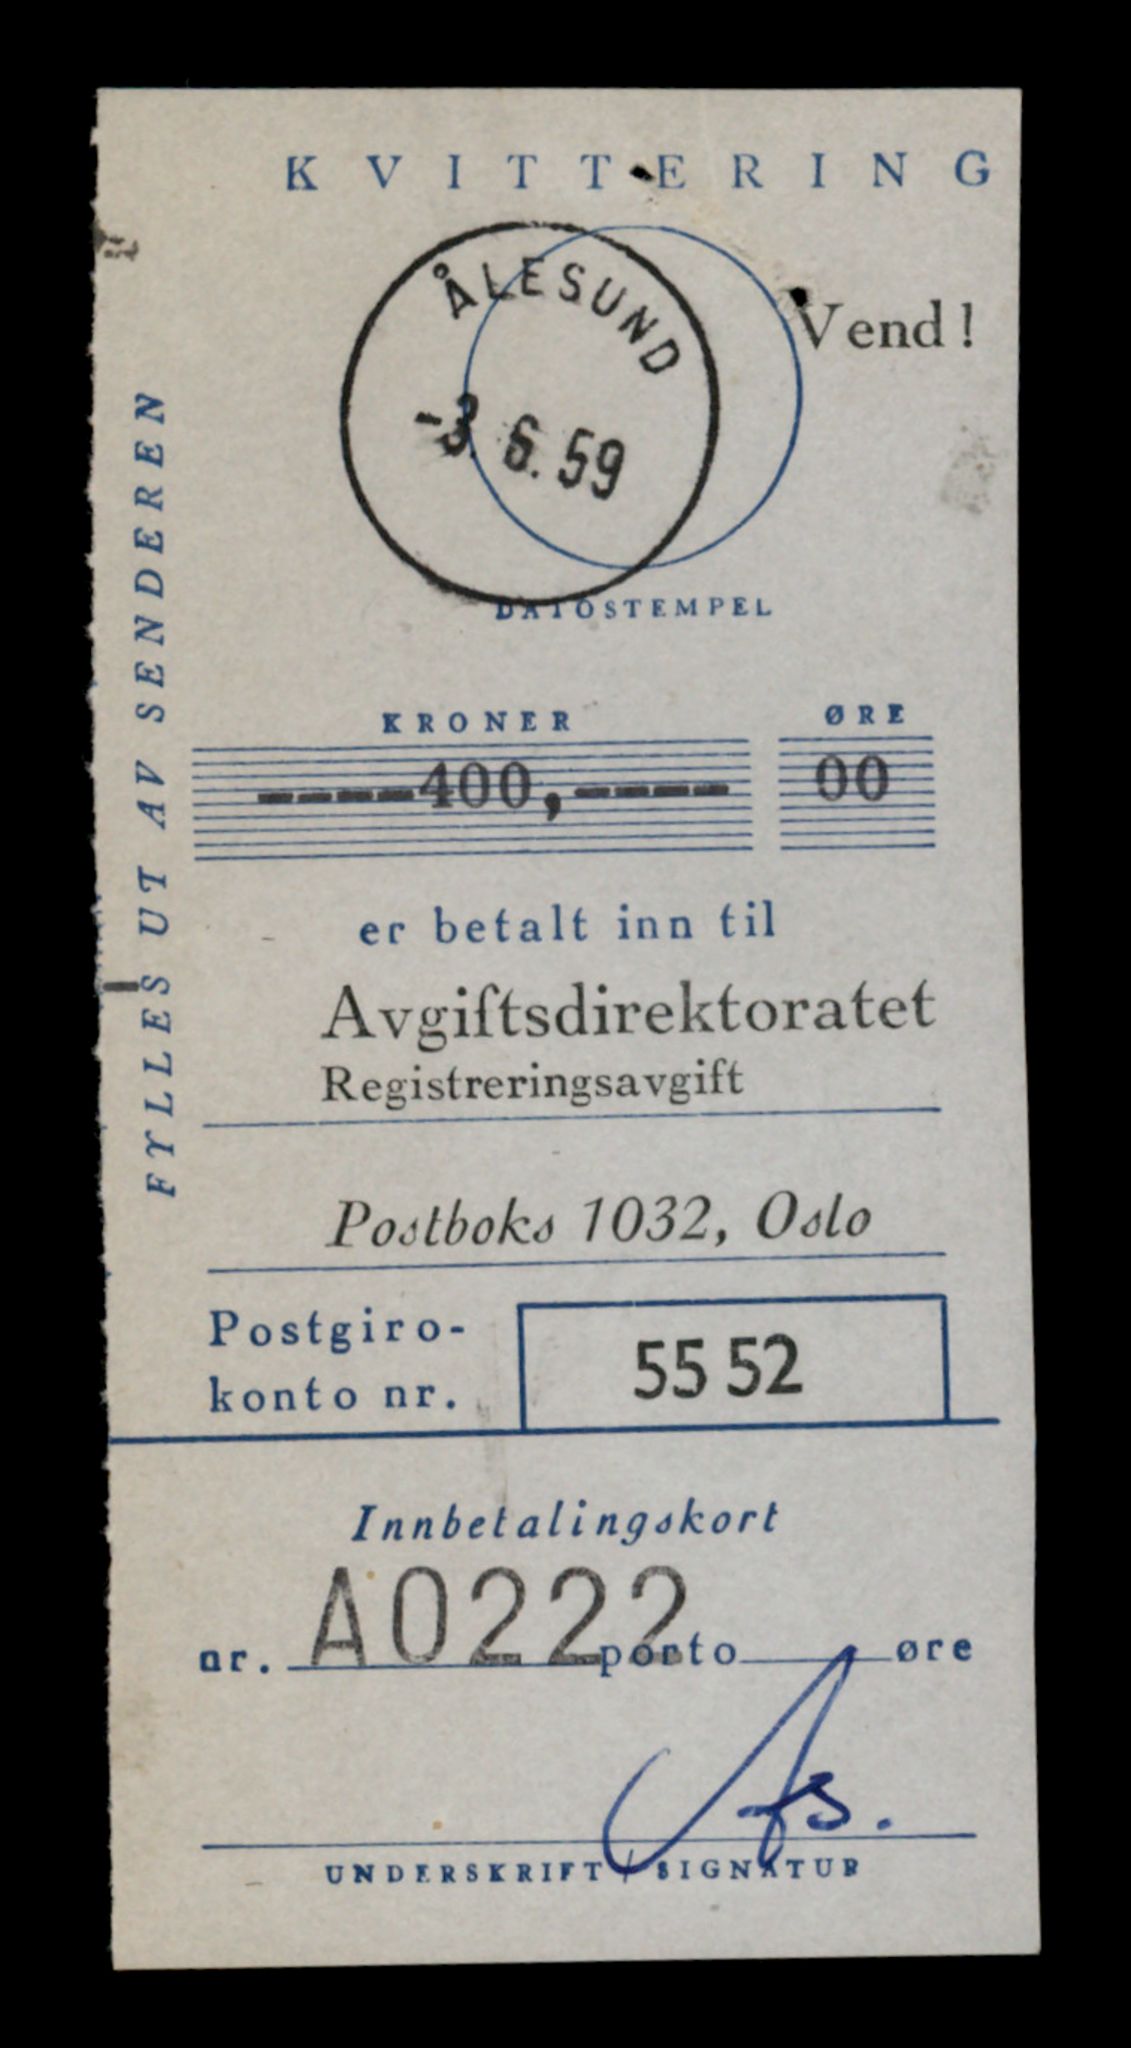 KVITTERING
ÅLESUND
-3. 6. 59
Vend!
DATOSTEMPEL
FYLLES UT AV SENDEREN
KRONER ØRE
----400,---- 00
er betalt inn til
Avgiftsdirektoratet
Registreringsavgift
Postboks 1032, Oslo
Postgiro-
konto nr. 55 52
Innbetalingskort
nr. A0222 porto øre
UNDERSKRIFT / SIGNATUR